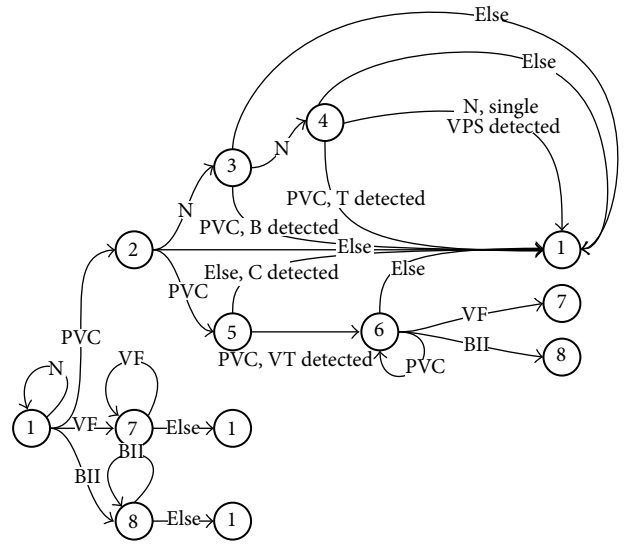 Else
Else
N, single
VPS detected
4
N
3
PVC, T detected
N
PVC, B detected
2
Else
1
Else, C detected
Else
PVC
7
VF
5
6
PVC, VT detected
BII
8
PVC
PVC
VF
N
1
VF
7
Else
1
BII
BII
8
Else
1